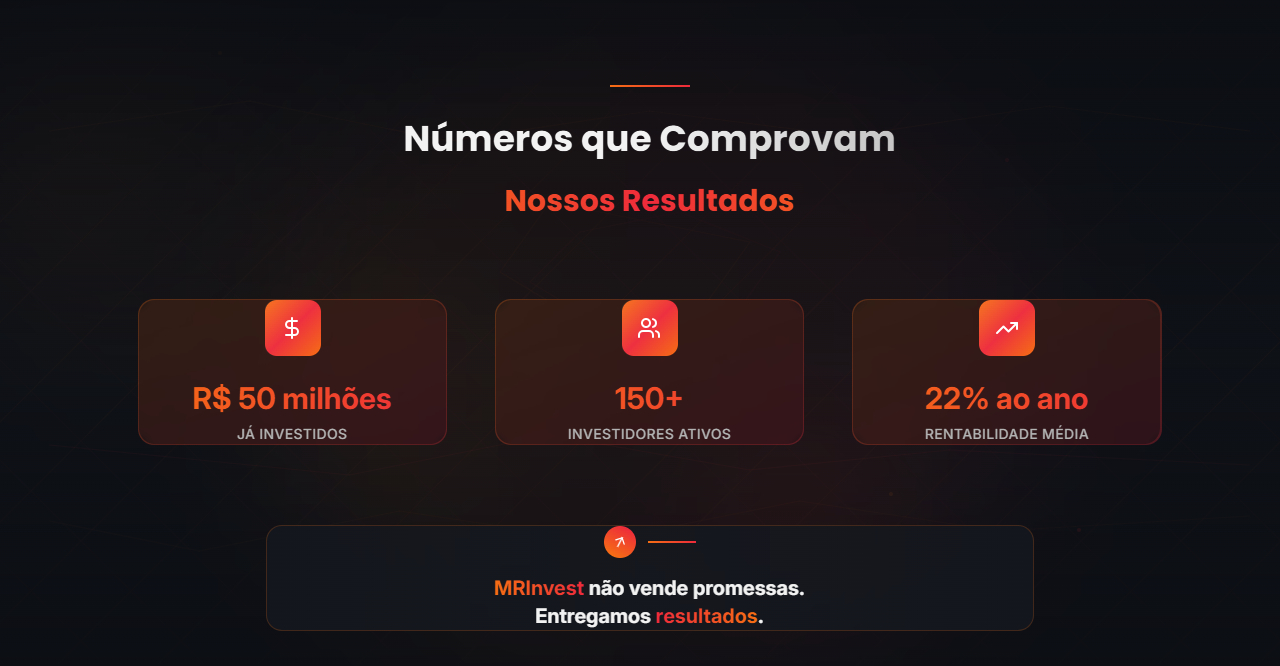 Números que Comprovam
Nossos Resultados
R$ 50 milhões
JÁ INVESTIDOS
150+
INVESTIDORES ATIVOS
22% ao ano
RENTABILIDADE MÉDIA
MRInvest não vende promessas.
Entregamos resultados.